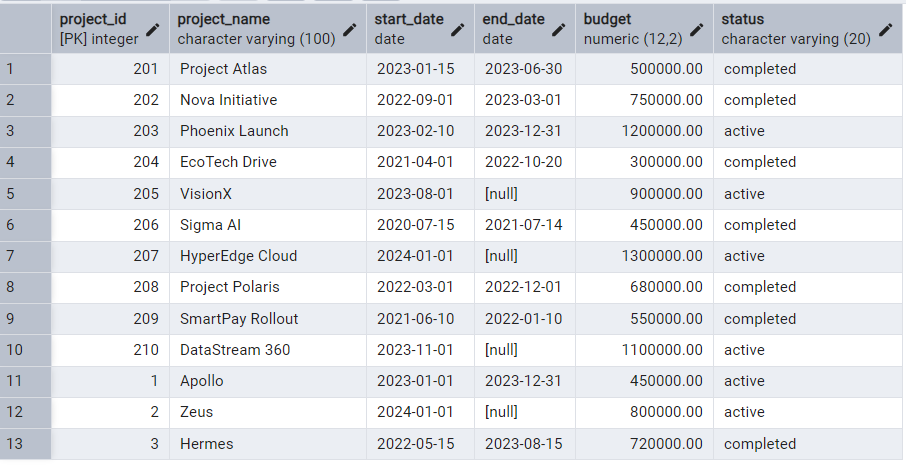 project_id project_name start_date end_date budget status
[PK] integer character varying (100) date date numeric (12,2) character varying (20)
1 201 Project Atlas 2023-01-15 2023-06-30 500000.00 completed
2 202 Nova Initiative 2022-09-01 2023-03-01 750000.00 completed
3 203 Phoenix Launch 2023-02-10 2023-12-31 1200000.00 active
4 204 EcoTech Drive 2021-04-01 2022-10-20 300000.00 completed
5 205 VisionX 2023-08-01 [null] 900000.00 active
6 206 Sigma AI 2020-07-15 2021-07-14 450000.00 completed
7 207 HyperEdge Cloud 2024-01-01 [null] 1300000.00 active
8 208 Project Polaris 2022-03-01 2022-12-01 680000.00 completed
9 209 SmartPay Rollout 2021-06-10 2022-01-10 550000.00 completed
10 210 DataStream 360 2023-11-01 [null] 1100000.00 active
11 1 Apollo 2023-01-01 2023-12-31 450000.00 active
12 2 Zeus 2024-01-01 [null] 800000.00 active
13 3 Hermes 2022-05-15 2023-08-15 720000.00 completed